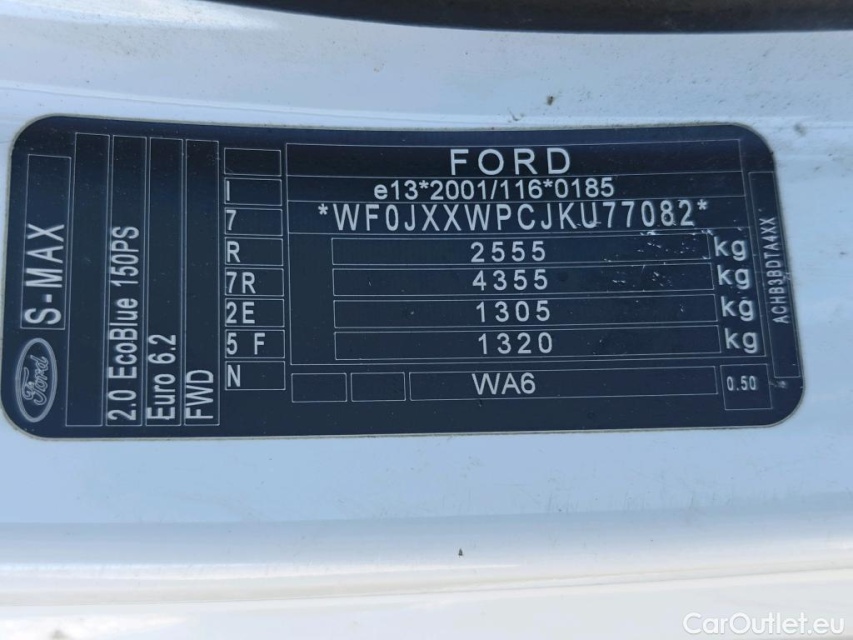 FORD
e13*2001/116*0185
*WF0JXXWPCJKU77082*
2555 kg
4355 kg
1305 kg
1320 kg
WA6 0.50
I
7
R
7R
2E
5 F
N
S-MAX
Ford
2.0 EcoBlue 150PS
Euro 6.2
FWD
ACHB3BDTA4XX
CarOutlet.eu